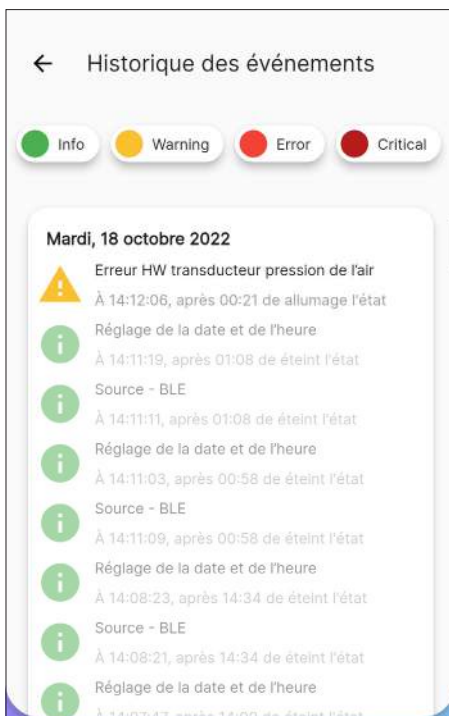 Historique des événements
Info Warning Error Critical
Mardi, 18 octobre 2022
Erreur HW transducteur pression de l'air
À 14:12:06, après 00:21 de allumage l'état
Réglage de la date et de l'heure
À 14:11:19, après 01:08 de éteint l'état
Source - BLE
À 14:11:11, après 01:08 de éteint l'état
Réglage de la date et de l'heure
À 14:11:03, après 00:58 de éteint l'état
Source - BLE
À 14:11:09, après 00:58 de éteint l'état
Réglage de la date et de l'heure
À 14:08:23, après 14:34 de éteint l'état
Source - BLE
À 14:08:21, après 14:34 de éteint l'état
Réglage de la date et de l'heure